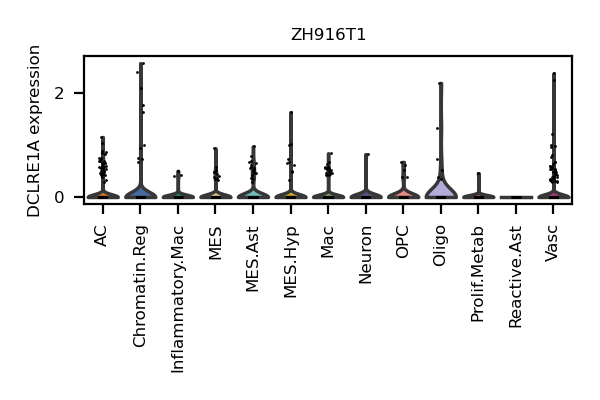 ZH916T1
DCLRE1A expression
2
0
AC
Chromatin.Reg
Inflammatory.Mac
MES
MES.Ast
MES.Hyp
Mac
Neuron
OPC
Oligo
Prolif.Metab
Reactive.Ast
Vasc